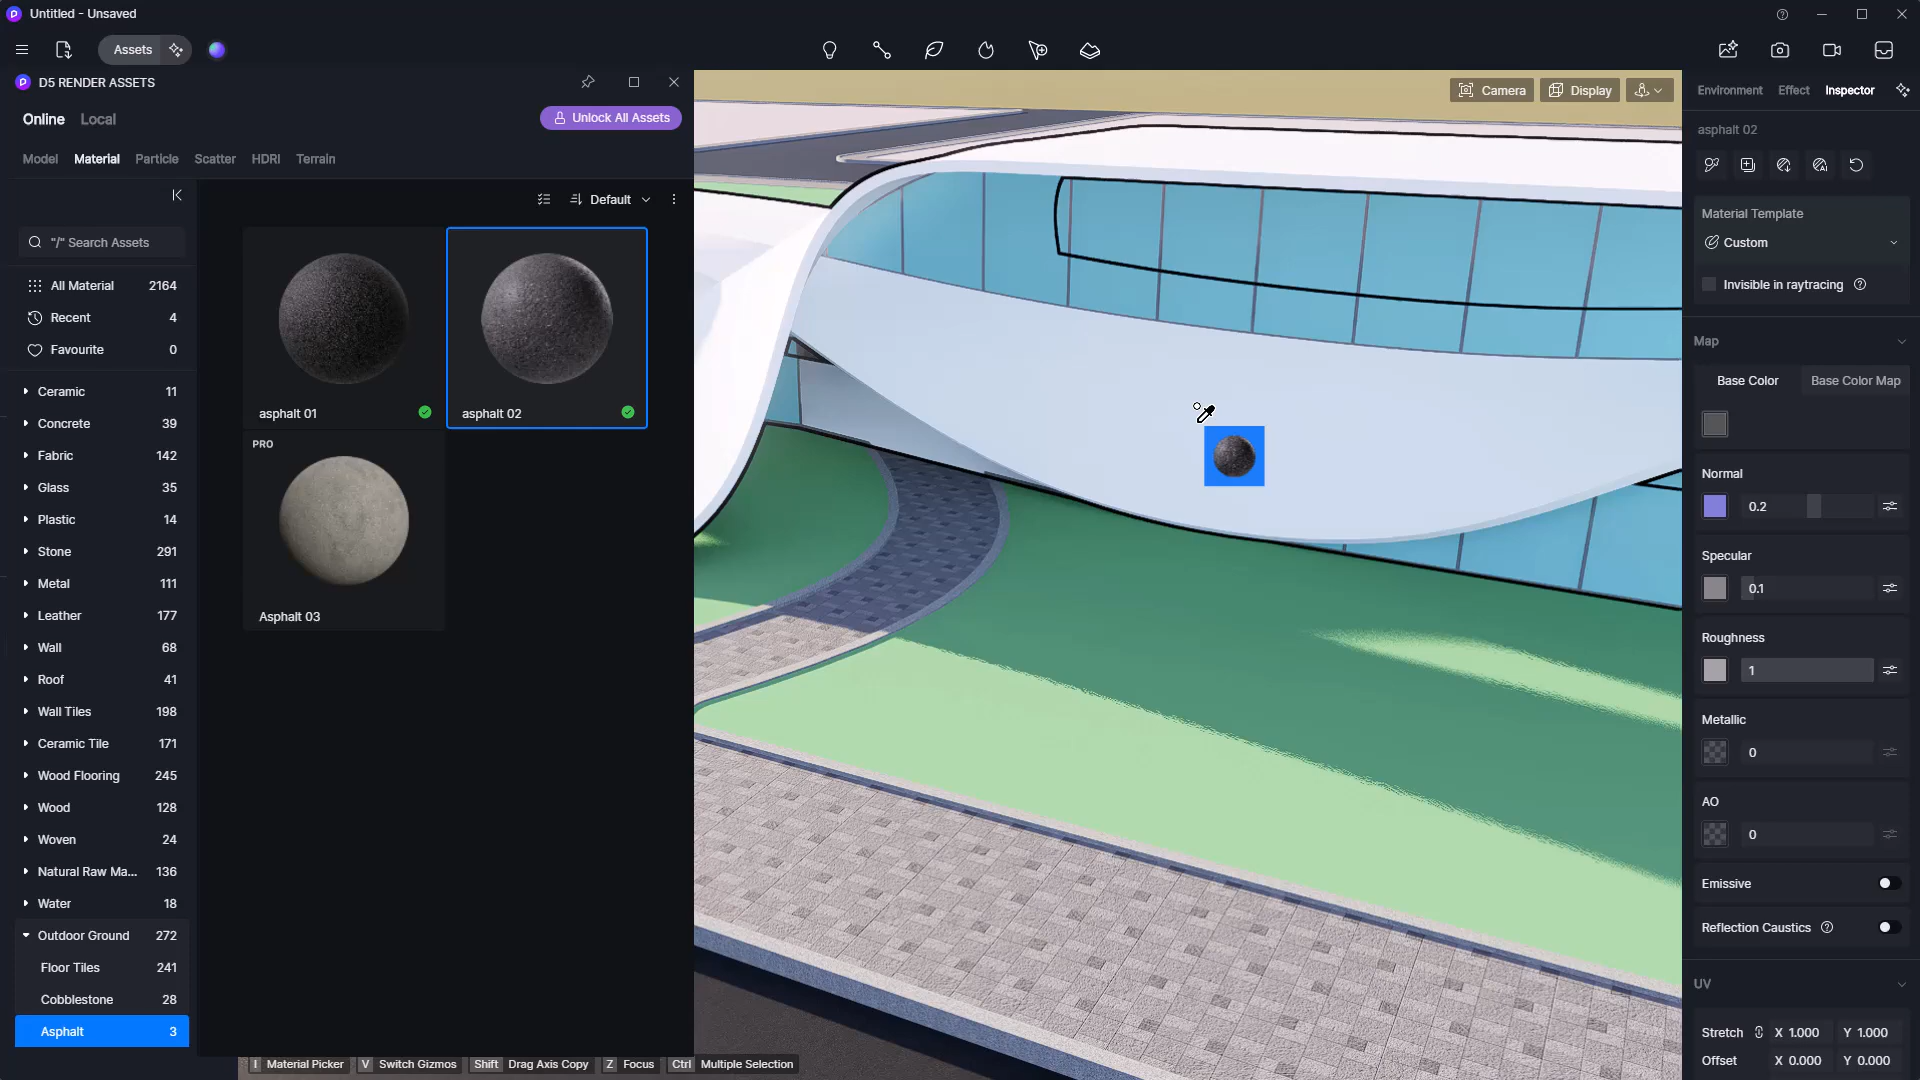 Untitled - Unsaved
Assets
D5 RENDER ASSETS
Online Local
Unlock All Assets
Model Material Particle Scatter HDRI Terrain
Default
"/" Search Assets
All Material 2164
Recent 4
Favourite 0
Ceramic 11
Concrete 39
Fabric 142
Glass 35
Plastic 14
Stone 291
Metal 111
Leather 177
Wall 68
Roof 41
Wall Tiles 198
Ceramic Tile 171
Wood Flooring 245
Wood 128
Woven 24
Natural Raw Ma... 136
Water 18
Outdoor Ground 272
Floor Tiles 241
Cobblestone 28
Asphalt 3
asphalt 01
asphalt 02
PRO
Asphalt 03
Camera Display
I Material Picker V Switch Gizmos Shift Drag Axis Copy Z Focus Ctrl Multiple Selection
Environment Effect Inspector
asphalt 02
Material Template
Custom
Invisible in raytracing
Map
Base Color Base Color Map
Normal
0.2
Specular
0.1
Roughness
1
Metallic
0
AO
0
Emissive
Reflection Caustics
UV
Stretch X 1.000 Y 1.000
Offset X 0.000 Y 0.000